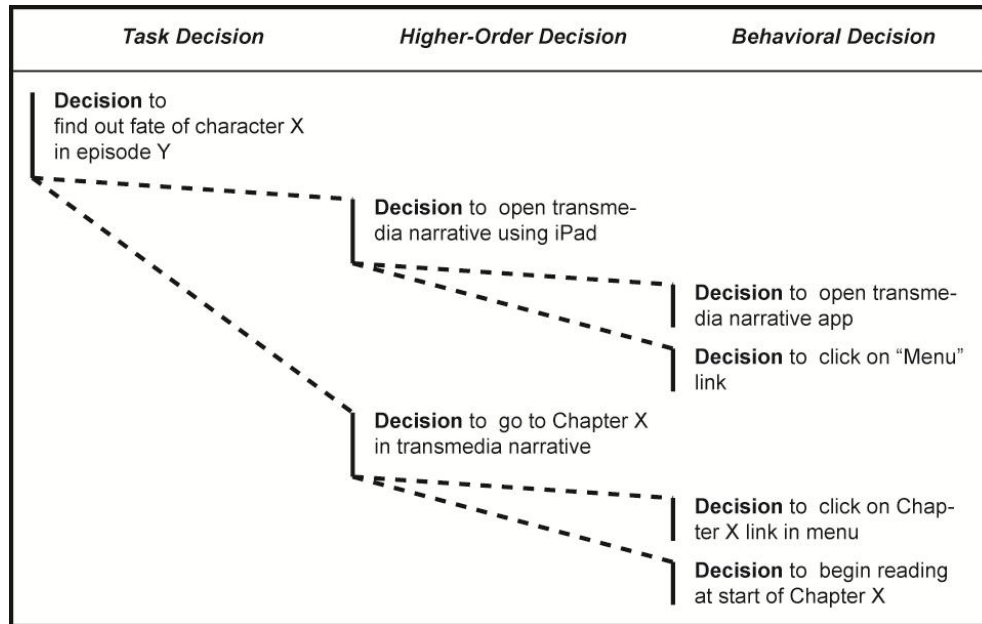 Task Decision Higher-Order Decision Behavioral Decision
Decision to
find out fate of character X
in episode Y
Decision to open transme-
dia narrative using iPad
Decision to open transme-
dia narrative app
Decision to click on “Menu”
link
Decision to go to Chapter X
in transmedia narrative
Decision to click on Chap-
ter X link in menu
Decision to begin reading
at start of Chapter X